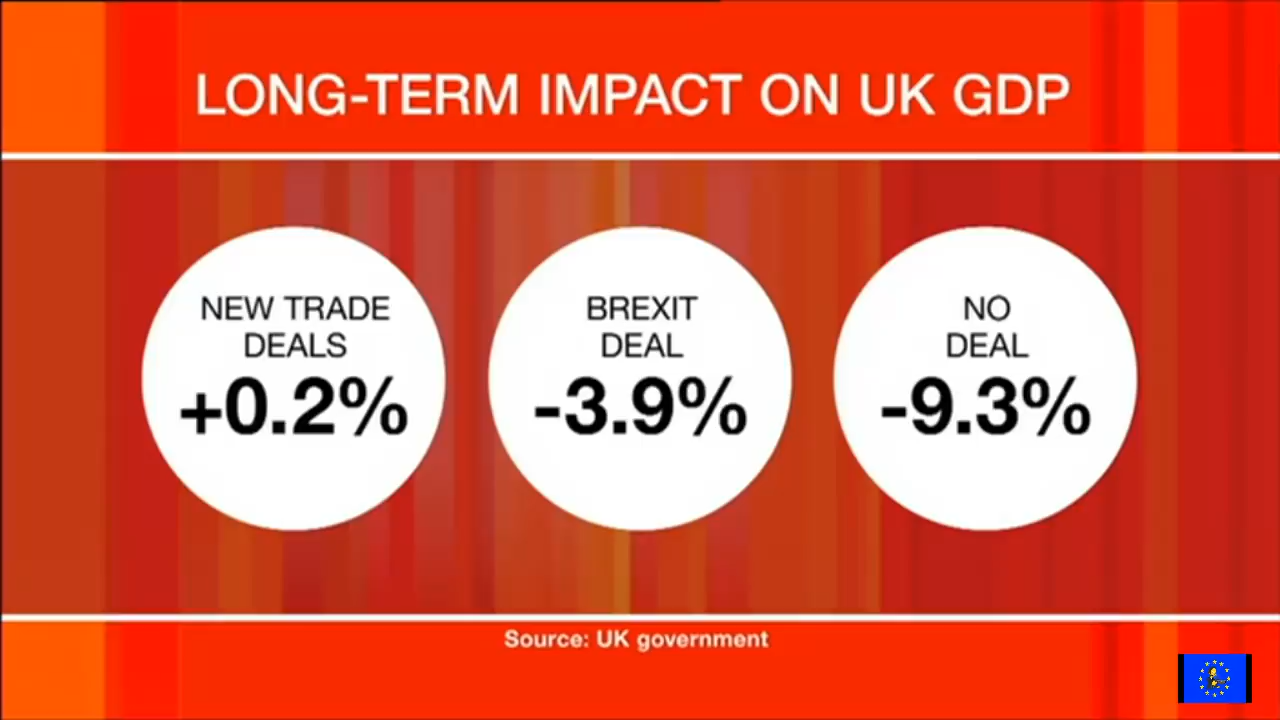 LONG-TERM IMPACT ON UK GDP
NEW TRADE
DEALS
+0.2%
BREXIT
DEAL
-3.9%
NO
DEAL
-9.3%
Source: UK government